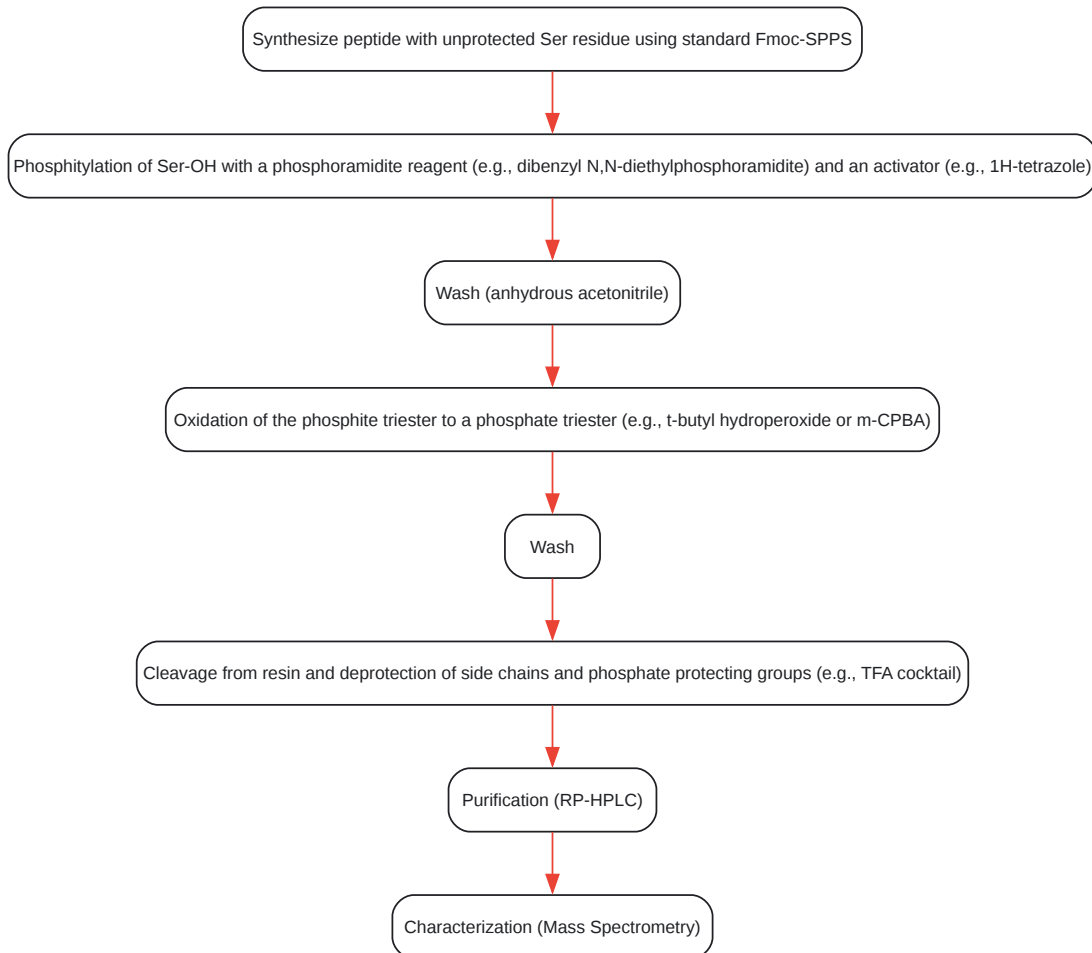 Synthesize peptide with unprotected Ser residue using standard Fmoc-SPPS
Phosphitylation of Ser-OH with a phosphoramidite reagent (e.g., dibenzyl N,N-diethylphosphoramidite) and an activator (e.g., 1H-tetrazole)
Wash (anhydrous acetonitrile)
Oxidation of the phosphite triester to a phosphate triester (e.g., t-butyl hydroperoxide or m-CPBA)
Wash
Cleavage from resin and deprotection of side chains and phosphate protecting groups (e.g., TFA cocktail)
Purification (RP-HPLC)
Characterization (Mass Spectrometry)